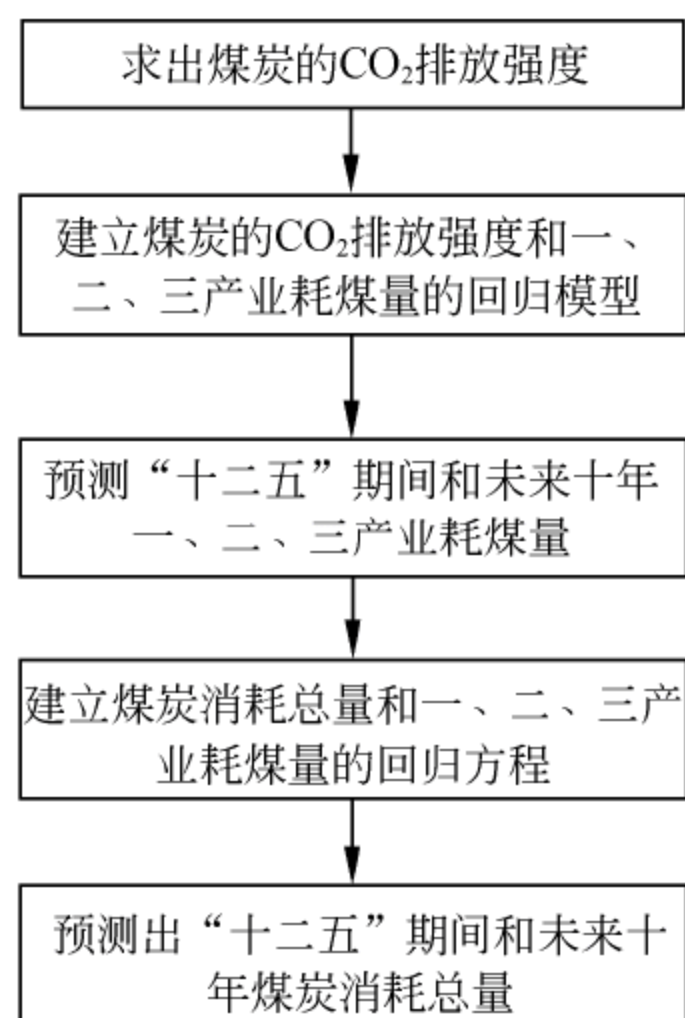 求出煤炭的CO₂排放强度
建立煤炭的CO₂排放强度和一、
二、三产业耗煤量的回归模型
预测“十二五”期间和未来十年
一、二、三产业耗煤量
建立煤炭消耗总量和一、二、三产
业耗煤量的回归方程
预测出“十二五”期间和未来十
年煤炭消耗总量